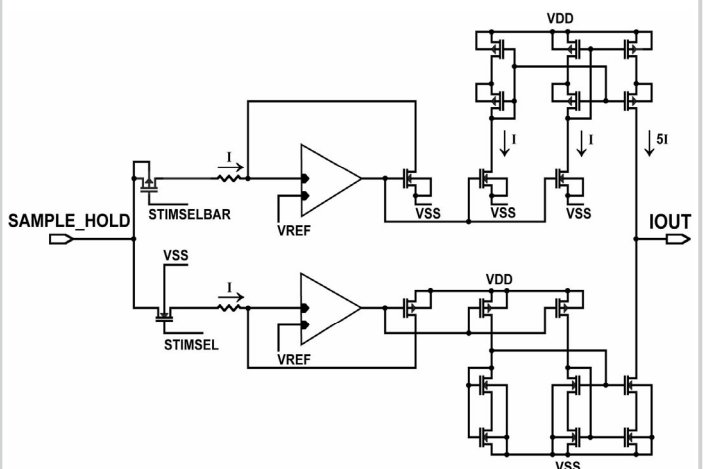 VDD
I
I
I
5I
STIMSELBAR
VREF
VSS
VSS
VSS
SAMPLE_HOLD
IOUT
VSS
I
VDD
STIMSEL
VREF
VSS